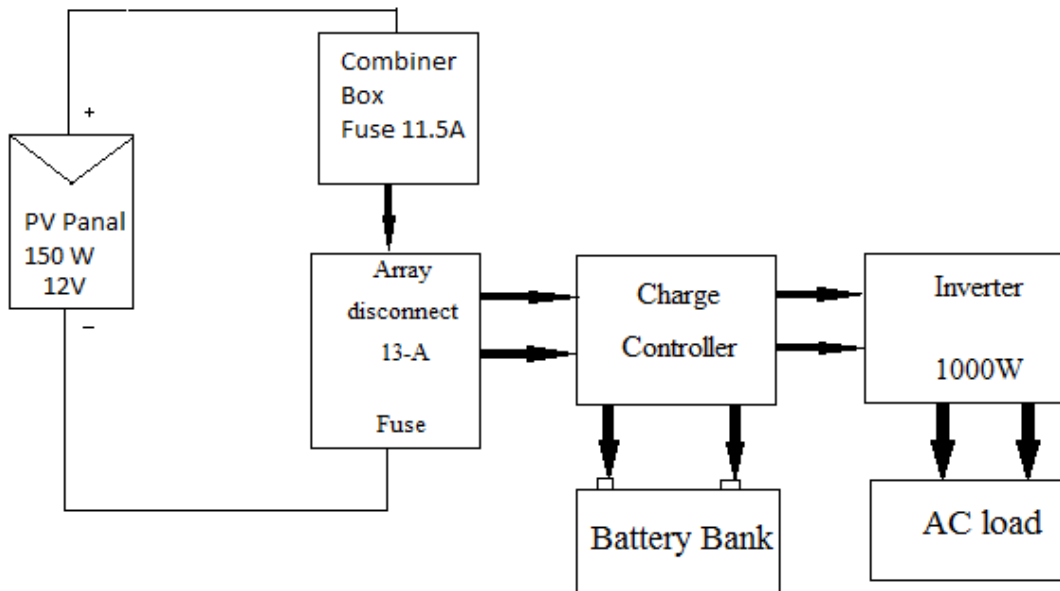 Combiner
Box
Fuse 11.5A
+
PV Panal
150 W
12V
–
Array
disconnect
13-A
Fuse
Charge
Controller
Inverter
1000W
Battery Bank
AC load